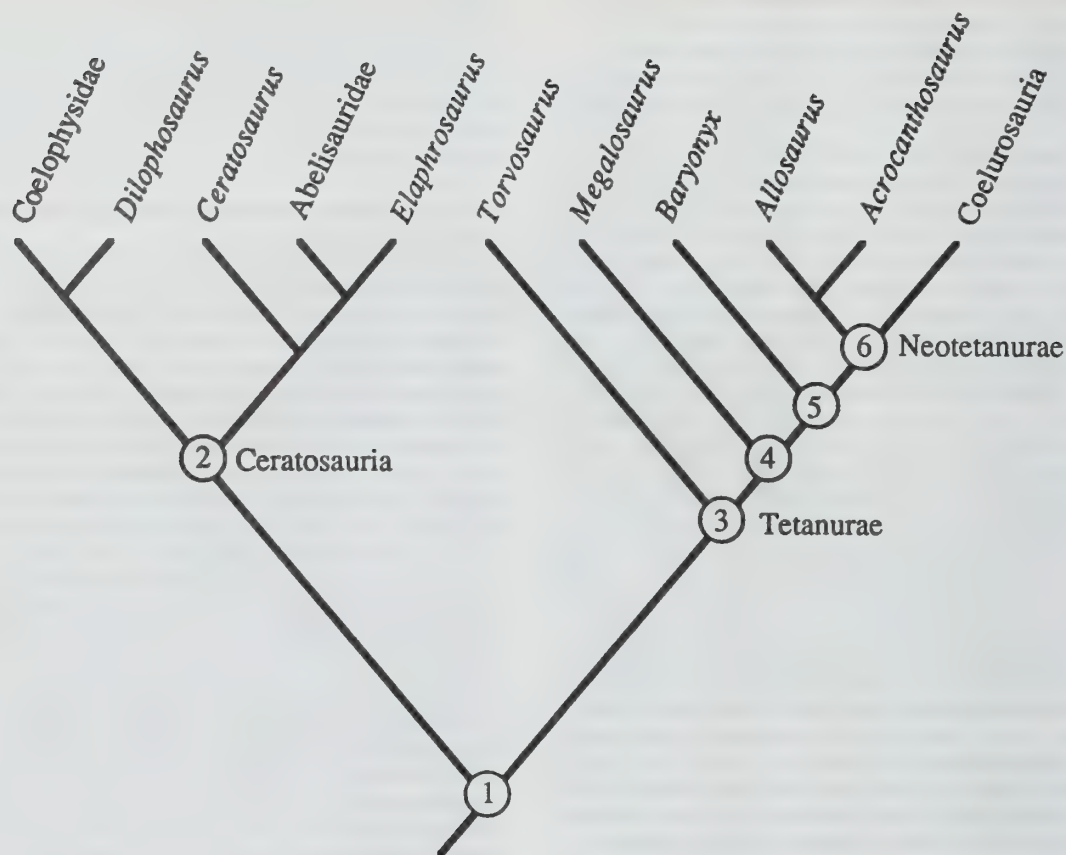 Coelophysidae
Dilophosaurus
Ceratosaurus
Abelisauridae
Elaphrosaurus
Torvosaurus
Megalosaurus
Baryonyx
Allosaurus
Acrocanthosaurus
Coelurosauria
6 Neotetanurae
5
2 Ceratosauria
4
3 Tetanurae
1